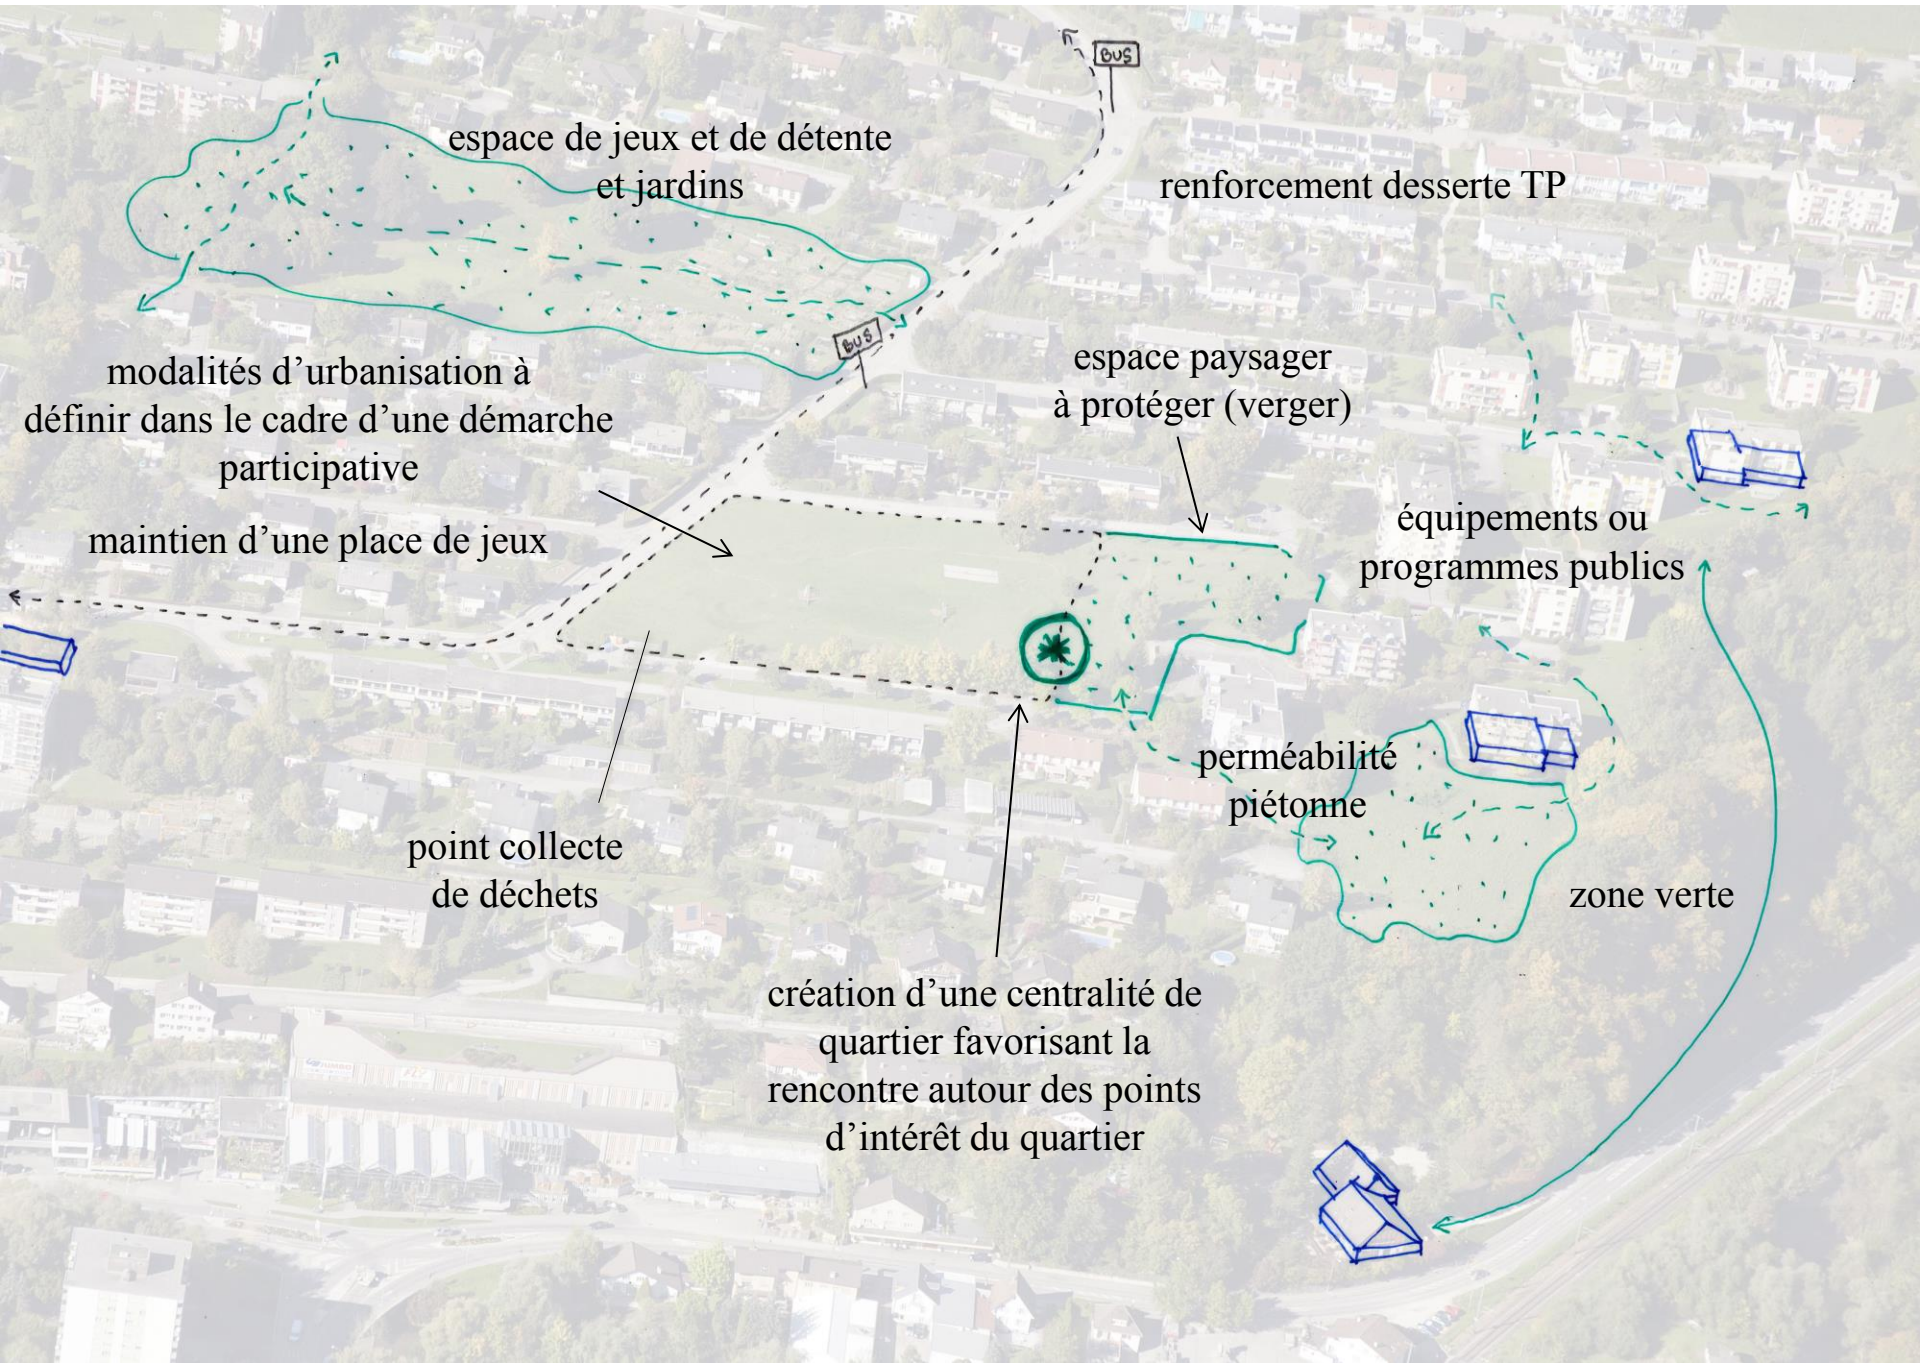 BUS
espace de jeux et de détente
et jardins
renforcement desserte TP
BUS
modalités d’urbanisation à
définir dans le cadre d’une démarche
participative
espace paysager
à protéger (verger)
maintien d’une place de jeux
équipements ou
programmes publics
perméabilité
piétonne
point collecte
de déchets
zone verte
création d’une centralité de
quartier favorisant la
rencontre autour des points
d’intérêt du quartier